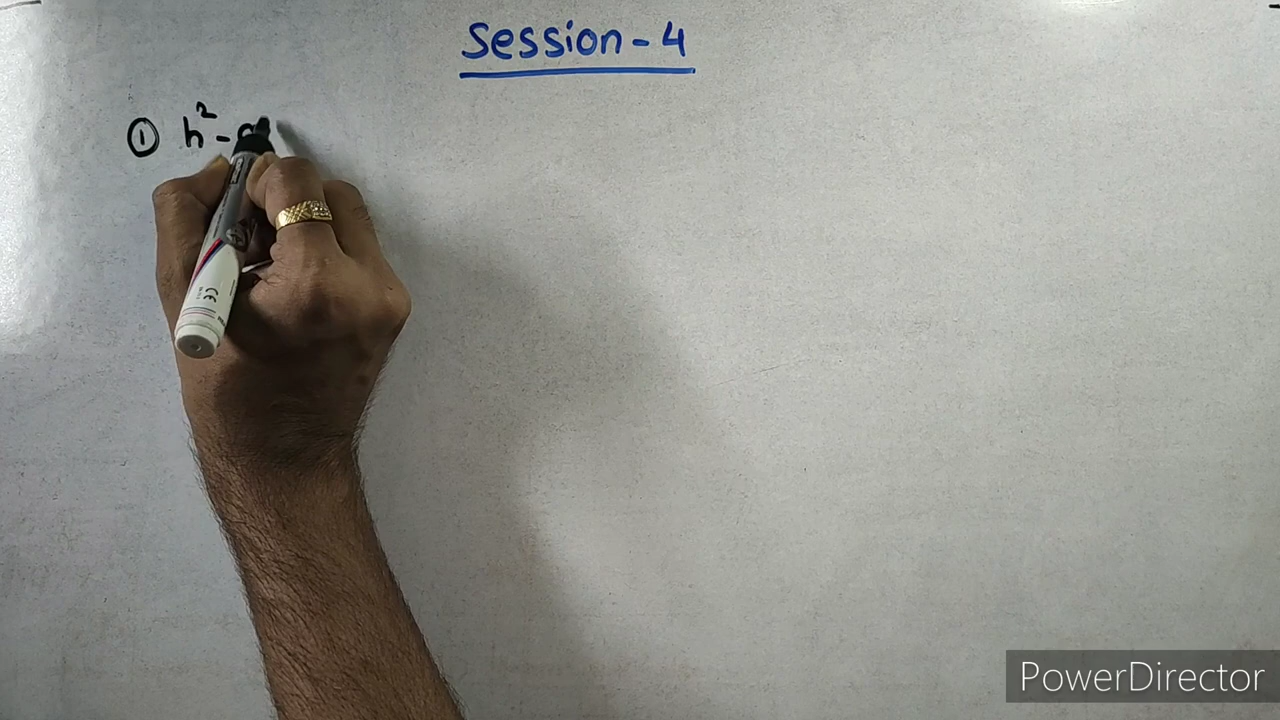 Session - 4
① h² -
PowerDirector